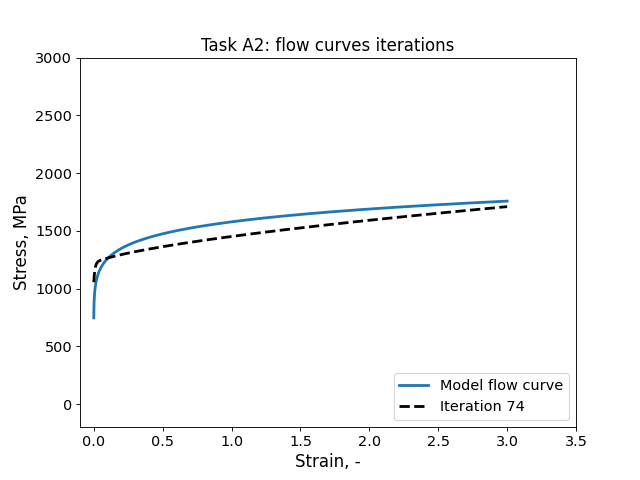 Task A2: flow curves iterations
3000
2500
2000
1500
1000
500
0
Stress, MPa
0.0 0.5 1.0 1.5 2.0 2.5 3.0 3.5
Strain, -
Model flow curve
Iteration 74